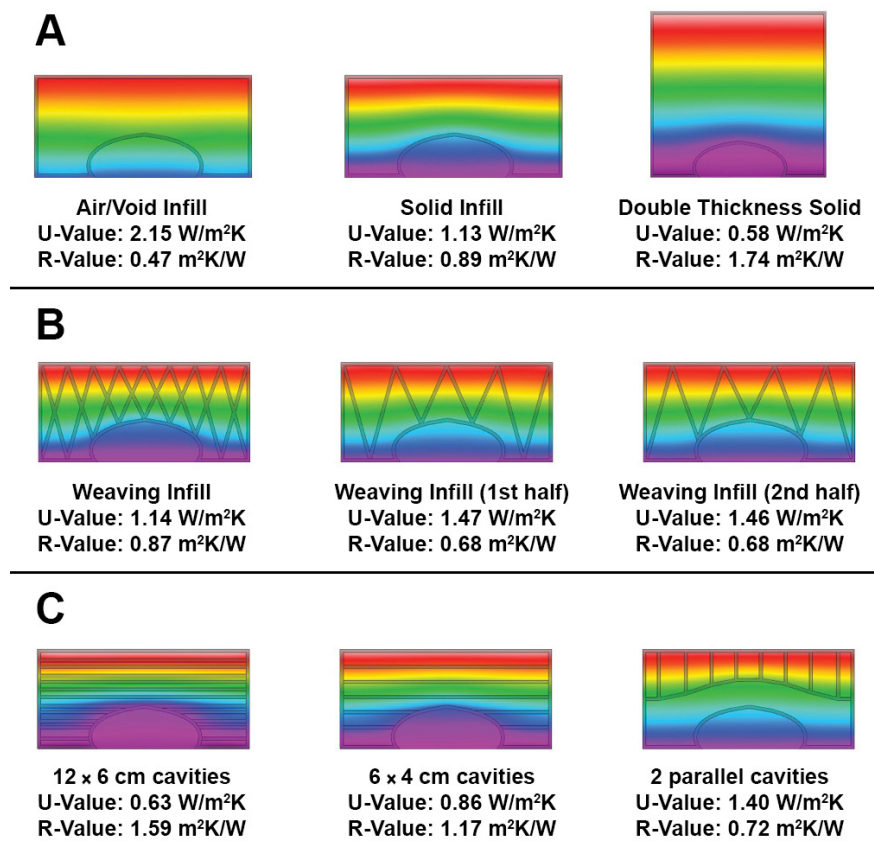 A
Air/Void Infill
U-Value: 2.15 W/m²K
R-Value: 0.47 m²K/W
Solid Infill
U-Value: 1.13 W/m²K
R-Value: 0.89 m²K/W
Double Thickness Solid
U-Value: 0.58 W/m²K
R-Value: 1.74 m²K/W
B
Weaving Infill
U-Value: 1.14 W/m²K
R-Value: 0.87 m²K/W
Weaving Infill (1st half)
U-Value: 1.47 W/m²K
R-Value: 0.68 m²K/W
Weaving Infill (2nd half)
U-Value: 1.46 W/m²K
R-Value: 0.68 m²K/W
C
12 × 6 cm cavities
U-Value: 0.63 W/m²K
R-Value: 1.59 m²K/W
6 × 4 cm cavities
U-Value: 0.86 W/m²K
R-Value: 1.17 m²K/W
2 parallel cavities
U-Value: 1.40 W/m²K
R-Value: 0.72 m²K/W